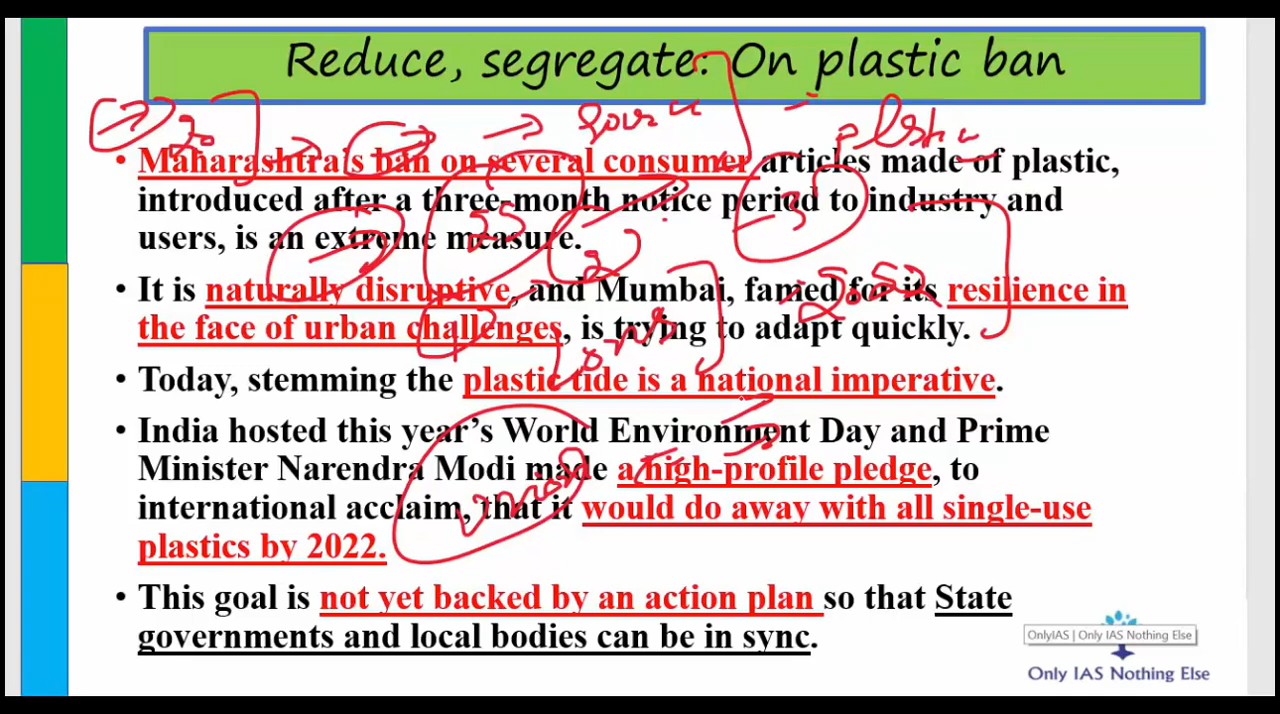 Reduce, segregate: On plastic ban
• Maharashtra's ban on several consumer articles made of plastic,
introduced after a three-month notice period to industry and
users, is an extreme measure.
• It is naturally disruptive, and Mumbai, famed for its resilience in
the face of urban challenges, is trying to adapt quickly.
• Today, stemming the plastic tide is a national imperative.
• India hosted this year’s World Environment Day and Prime
Minister Narendra Modi made a high-profile pledge, to
international acclaim, that it would do away with all single-use
plastics by 2022.
• This goal is not yet backed by an action plan so that State
governments and local bodies can be in sync.
OnlyIAS | Only IAS Nothing Else
Only IAS Nothing Else